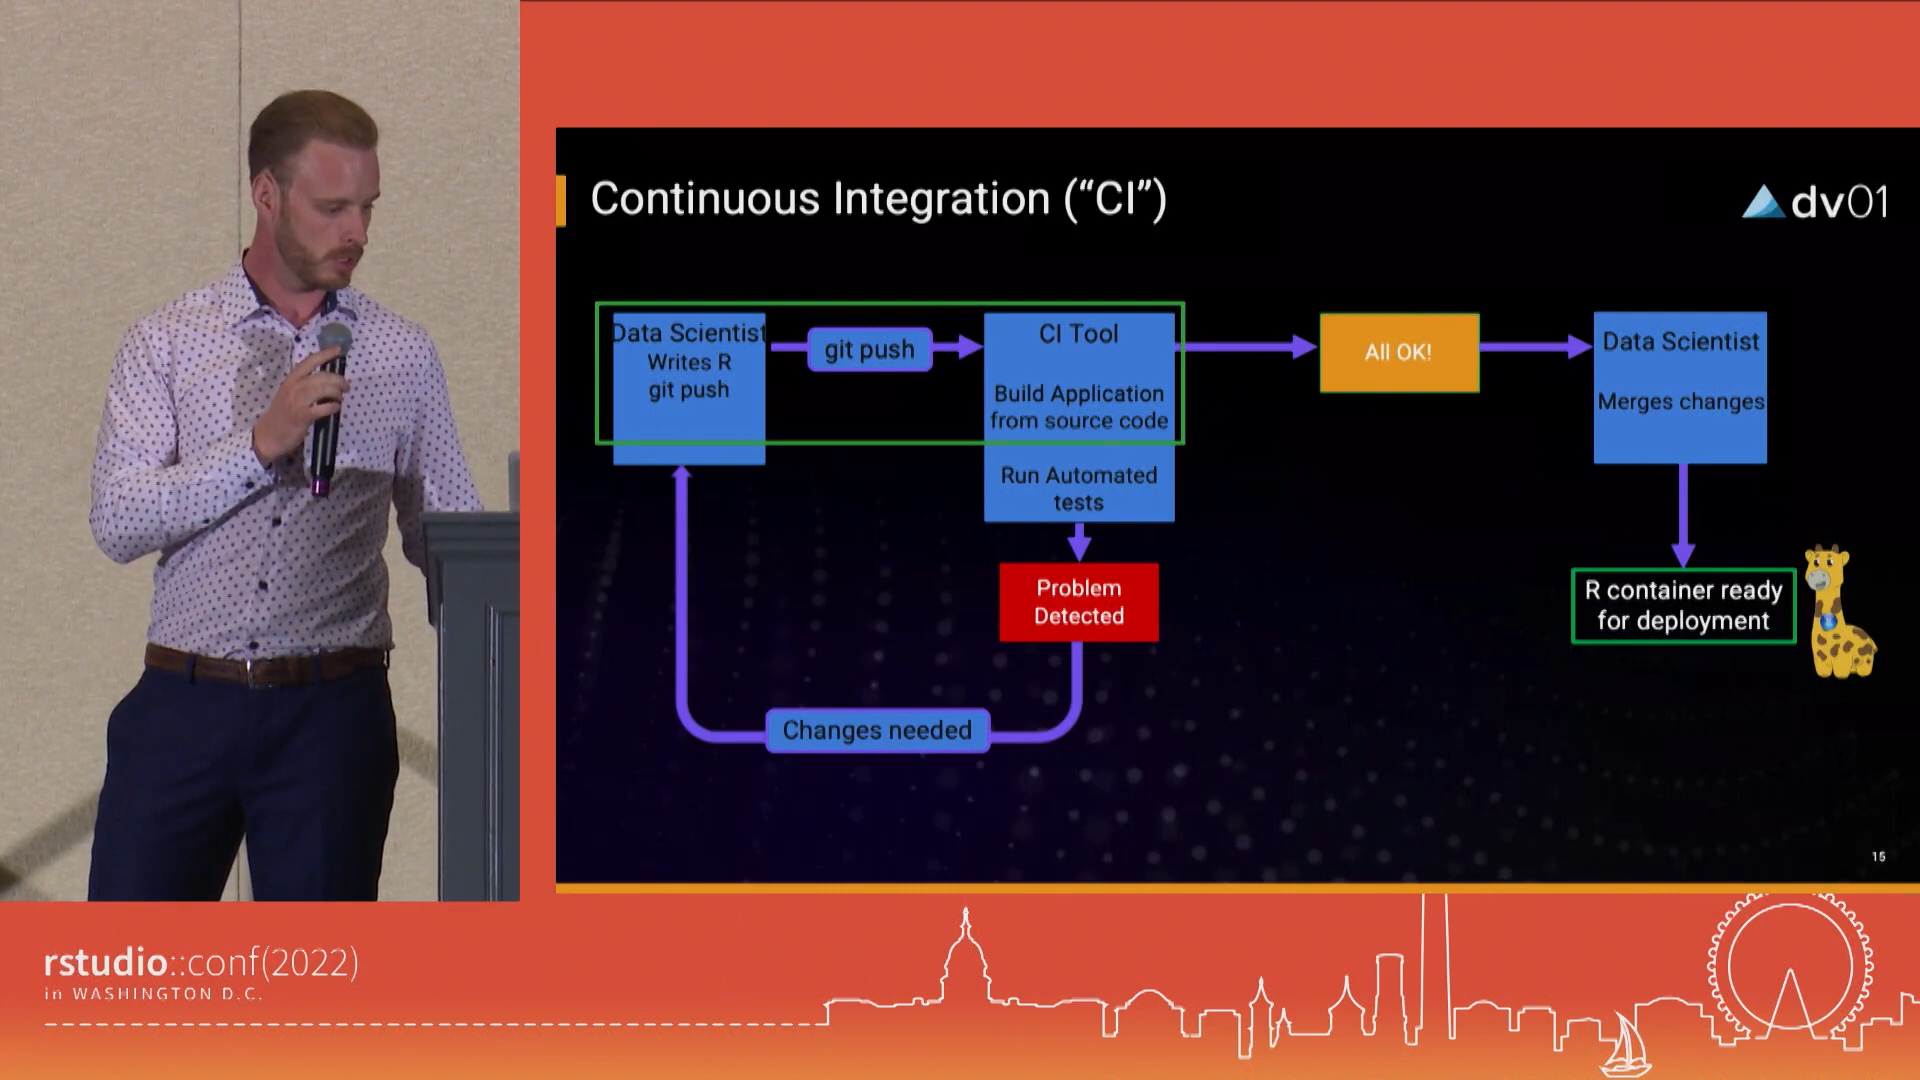 Continuous Integration (“CI”)
dv01
Data Scientist
Writes R
git push
git push
CI Tool
Build Application
from source code
Run Automated
tests
All OK!
Data Scientist
Merges changes
Problem
Detected
R container ready
for deployment
Changes needed
15
rstudio::conf(2022)
in WASHINGTON D.C.